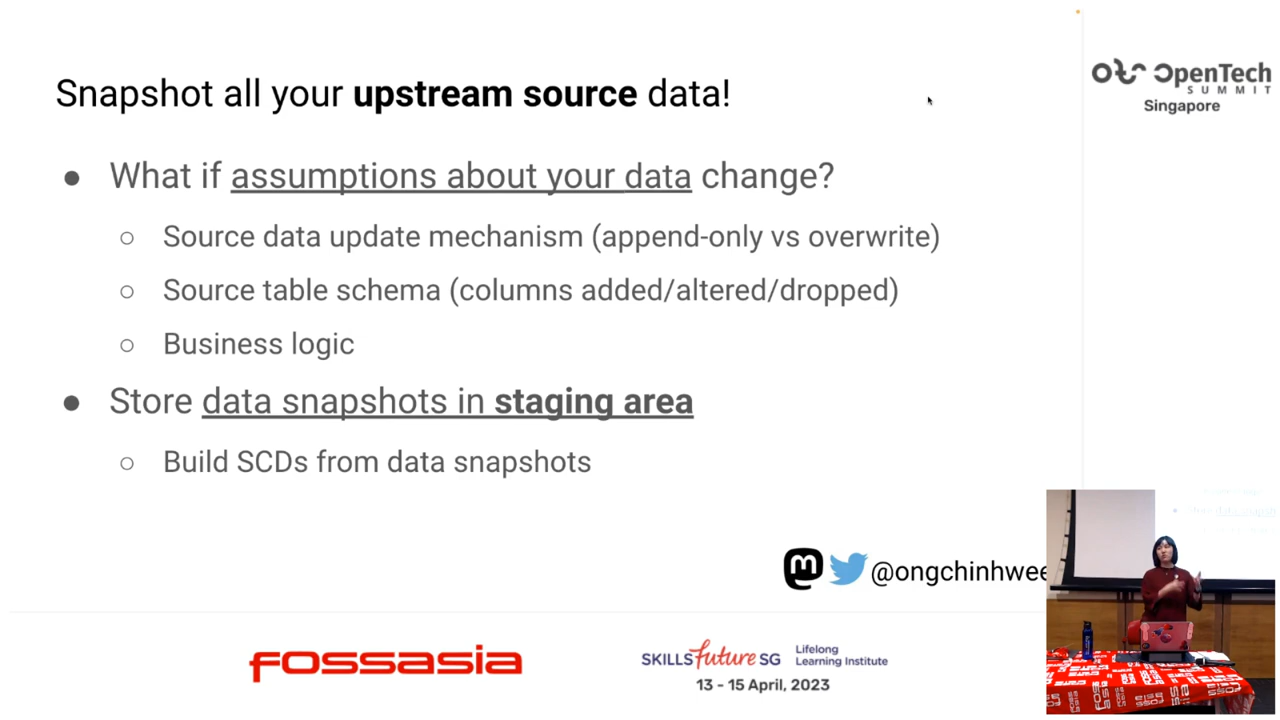 Snapshot all your upstream source data!
● What if assumptions about your data change?
○ Source data update mechanism (append-only vs overwrite)
○ Source table schema (columns added/altered/dropped)
○ Business logic
● Store data snapshots in staging area
○ Build SCDs from data snapshots
@ongchinhwee
OpenTech
SUMMIT
Singapore
FOSSASIA
SKILLS future SG
Lifelong
Learning Institute
13 - 15 April, 2023